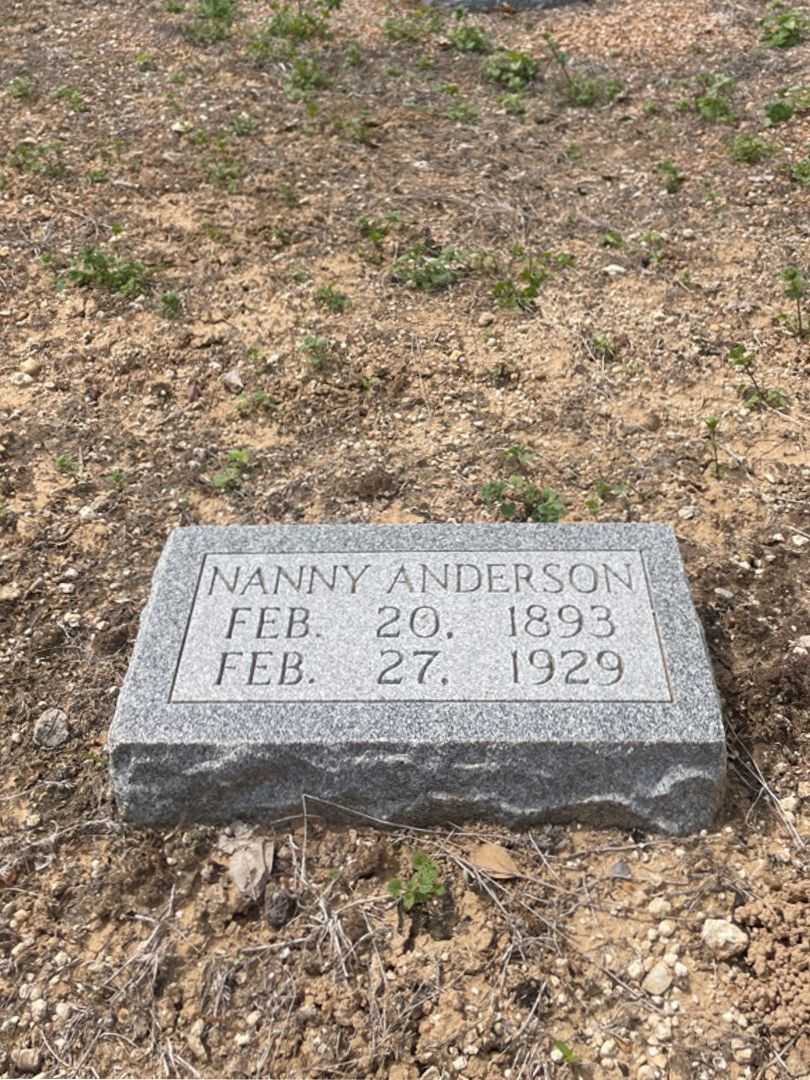 NANNY ANDERSON
FEB. 20, 1893
FEB. 27, 1929